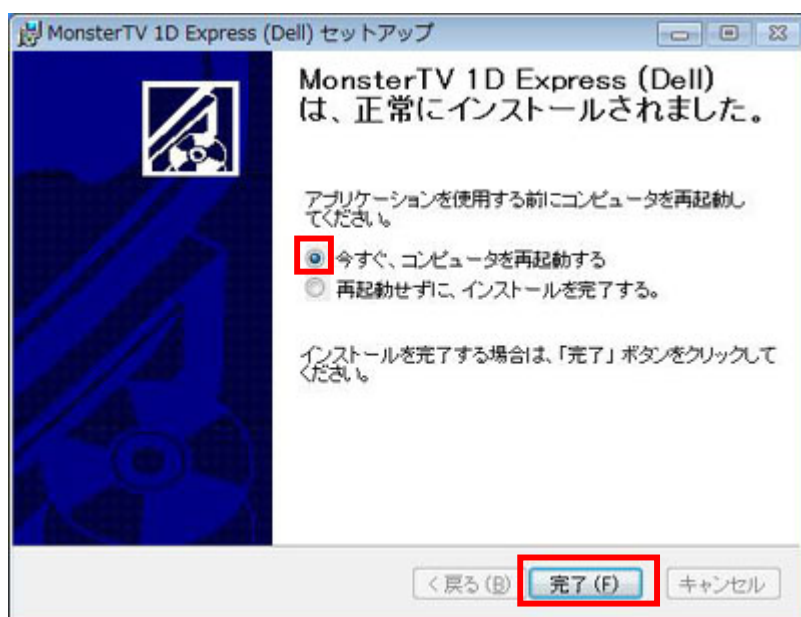 MonsterTV 1D Express (Dell) セットアップ
MonsterTV 1D Express (Dell)
は、正常にインストールされました。
アプリケーションを使用する前にコンピュータを再起動し
てください。
今すぐ、コンピュータを再起動する
再起動せずに、インストールを完了する。
インストールを完了する場合は、「完了」ボタンをクリックして
ください。
< 戻る(B) 完了(F) キャンセル